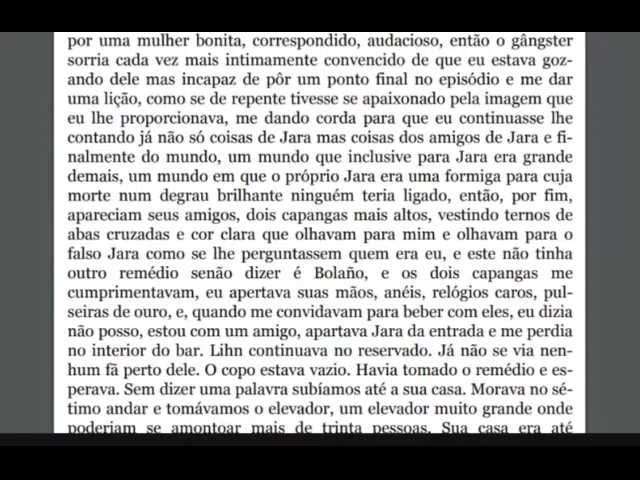 por uma mulher bonita, correspondido, audacioso, então o gângster
sorria cada vez mais intimamente convencido de que eu estava goz-
ando dele mas incapaz de pôr um ponto final no episódio e me dar
uma lição, como se de repente tivesse se apaixonado pela imagem que
eu lhe proporcionava, me dando corda para que eu continuasse lhe
contando já não só coisas de Jara mas coisas dos amigos de Jara e fi-
nalmente do mundo, um mundo que inclusive para Jara era grande
demais, um mundo em que o próprio Jara era uma formiga para cuja
morte num degrau brilhante ninguém teria ligado, então, por fim,
apareciam seus amigos, dois capangas mais altos, vestindo ternos de
abas cruzadas e cor clara que olhavam para mim e olhavam para o
falso Jara como se lhe perguntassem quem era eu, e este não tinha
outro remédio senão dizer é Bolaño, e os dois capangas me
cumprimentavam, eu apertava suas mãos, anéis, relógios caros, pul-
seiras de ouro, e, quando me convidavam para beber com eles, eu dizia
não posso, estou com um amigo, apartava Jara da entrada e me perdia
no interior do bar. Lihn continuava no reservado. Já não se via nen-
hum fã perto dele. O copo estava vazio. Havia tomado o remédio e es-
perava. Sem dizer uma palavra subíamos até a sua casa. Morava no sé-
timo andar e tomávamos o elevador, um elevador muito grande onde
poderiam se amontoar mais de trinta pessoas. Sua casa era até